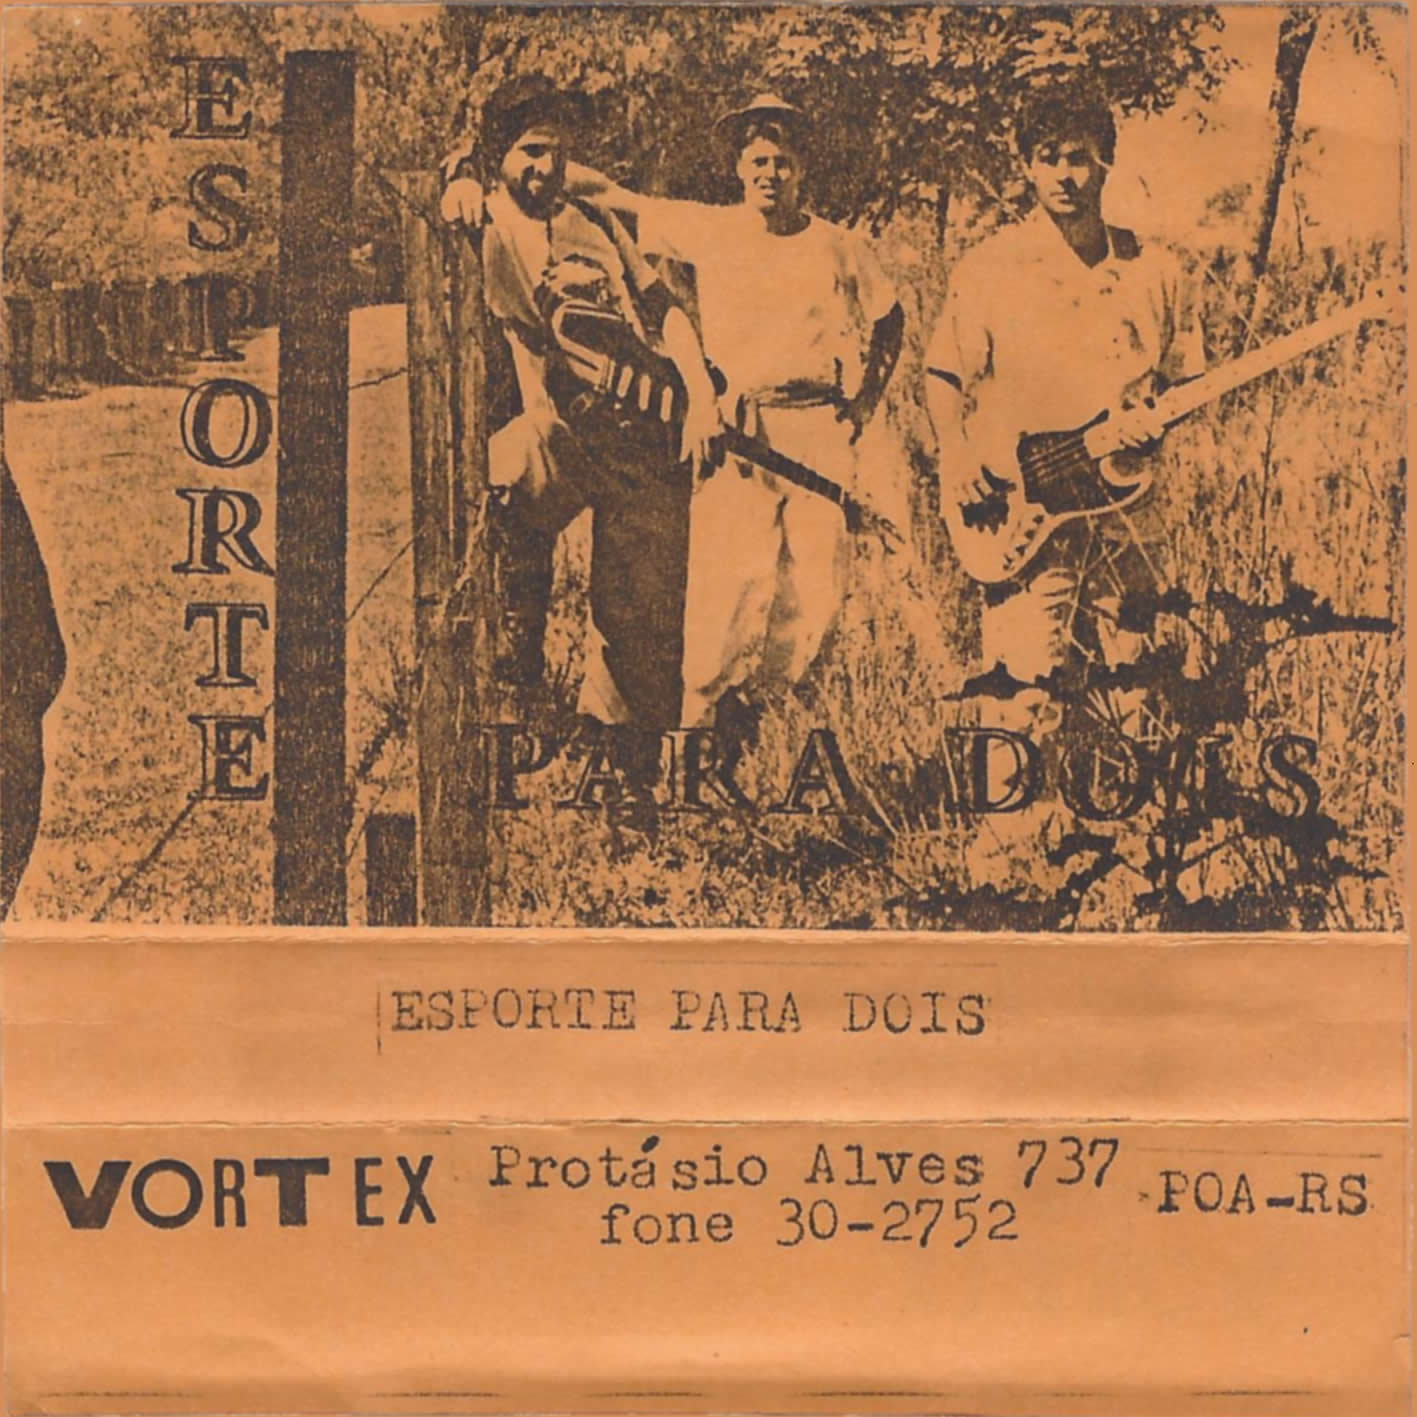 ESPORTE
PARA DOIS
ESPORTE PARA DOIS
VORTEX Protásio Alves 737 POA-RS
fone 30-2752